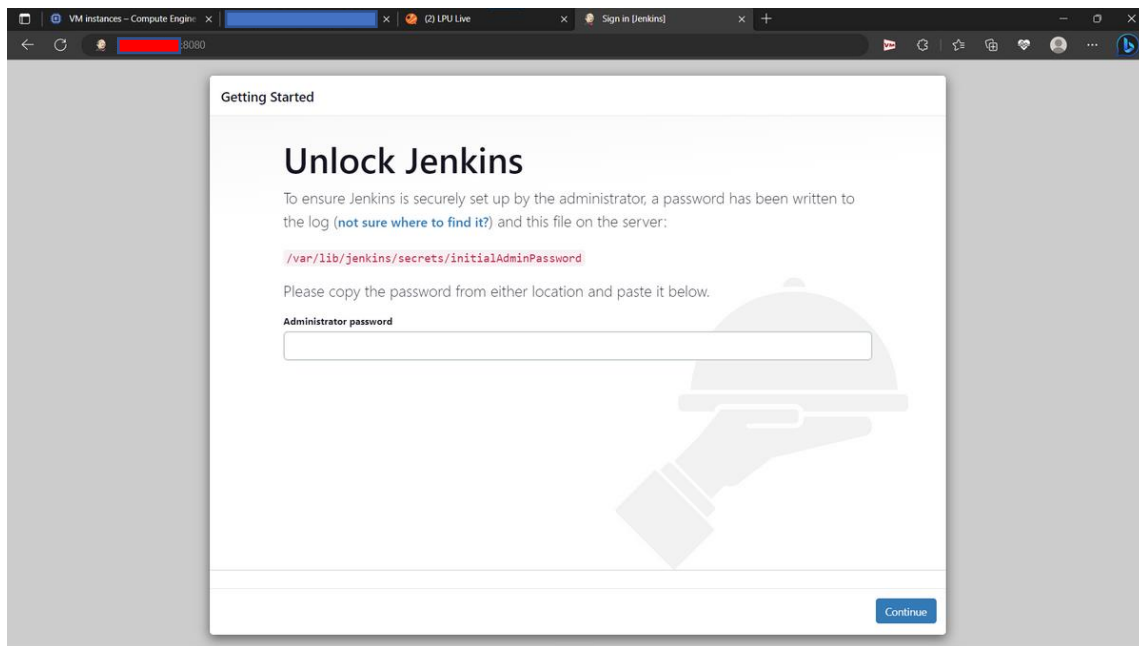 VM instances – Compute Engine
(2) LPU Live
Sign in [Jenkins]
:8080
Getting Started
Unlock Jenkins
To ensure Jenkins is securely set up by the administrator, a password has been written to
the log (not sure where to find it?) and this file on the server:
/var/lib/jenkins/secrets/initialAdminPassword
Please copy the password from either location and paste it below.
Administrator password
Continue